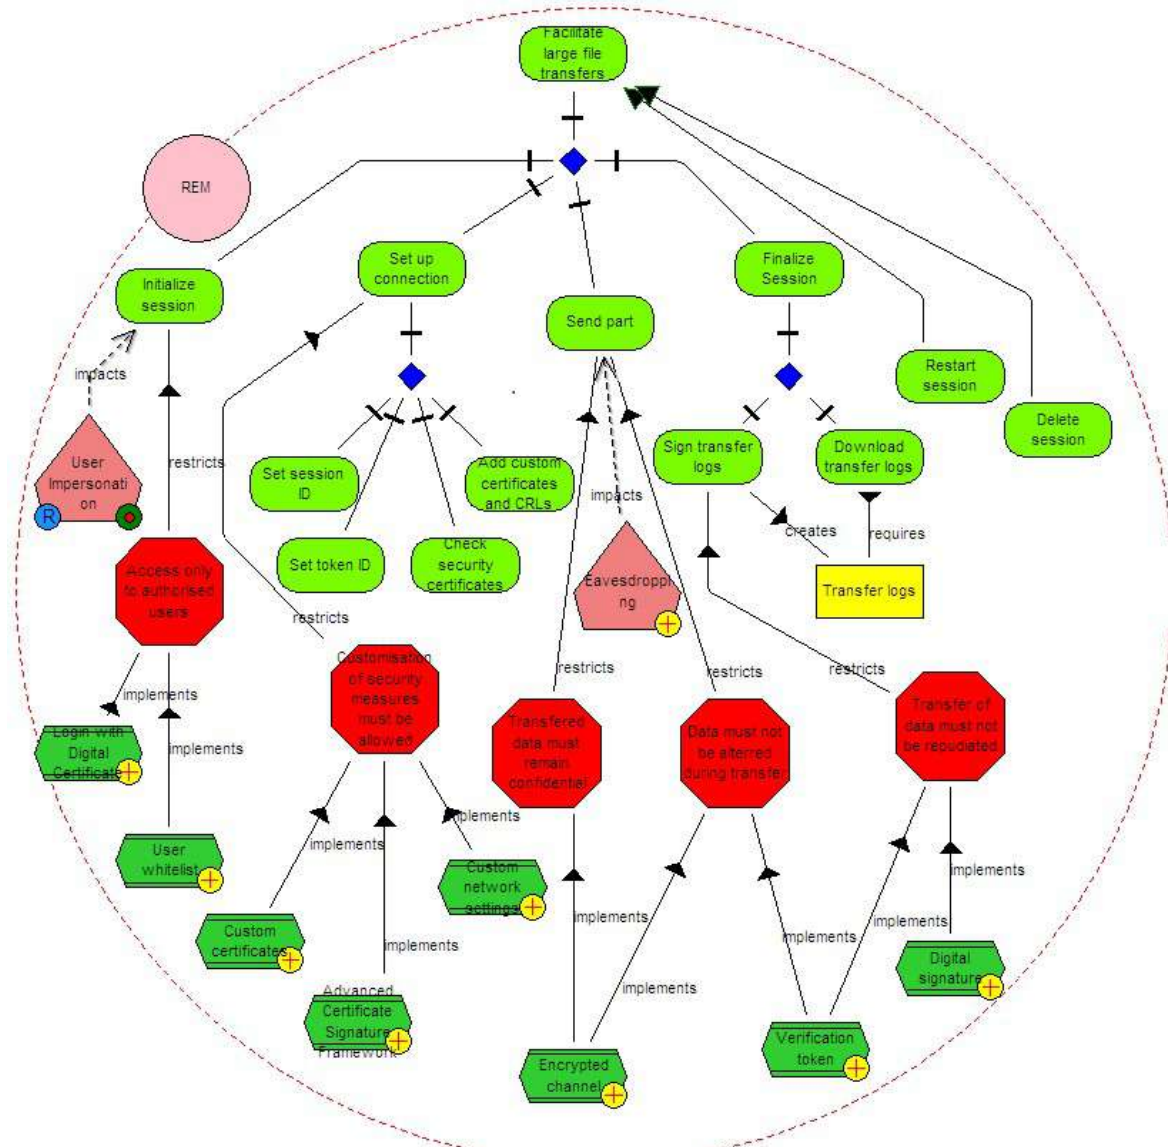 Facilitate
large file
transfers
REM
Set up
connection
Finalize
Session
Initialize
session
Send part
impacts
Restart
session
Delete
session
restricts
User
Impersonati
on
R
Set session
ID
Add custom
certificates
and CRLs
Sign transfer
logs
Download
transfer logs
impacts
creates
requires
Set token ID
Check
security
certificates
Eavesdroppi
ng
Transfer logs
Access only
to authorised
users
restricts
restricts
restricts
restricts
Customisation
of security
measures
must be
allowed
implements
Transfered
data must
remain
confidential
Data must not
be alterred
during transfer
Transfer of
data must not
be repudiated
Login with
Digital
Certificate
implements
User
whitelist
implements
implements
Custom
network
settings
implements
Custom
certificates
implements
implements
implements
implements
implements
implements
Digital
signature
Advanced
Certificate
Signature
Framework
Encrypted
channel
Verification
token